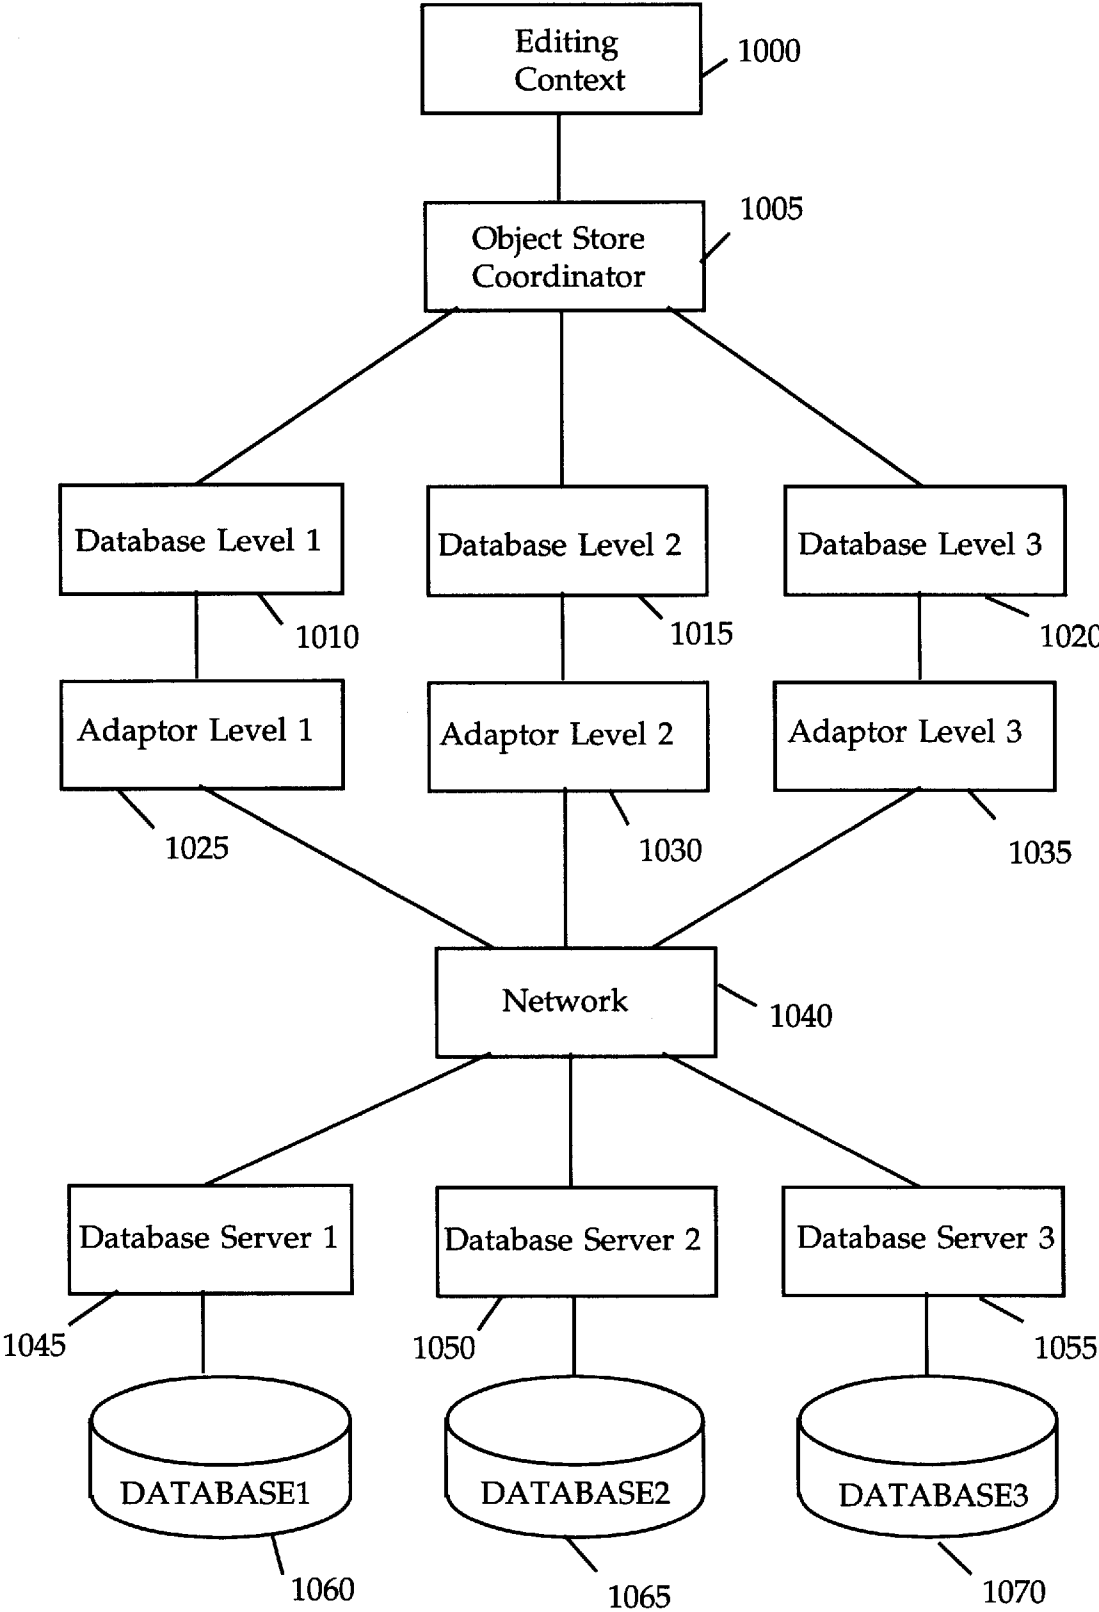 Editing
Context
1000
1005
Object Store
Coordinator
Database Level 1
Database Level 2
Database Level 3
1010
1015
1020
Adaptor Level 1
Adaptor Level 2
Adaptor Level 3
1025
1030
1035
Network
1040
Database Server 1
Database Server 2
Database Server 3
1045
1050
1055
DATABASE1
DATABASE2
DATABASE3
1060
1065
1070